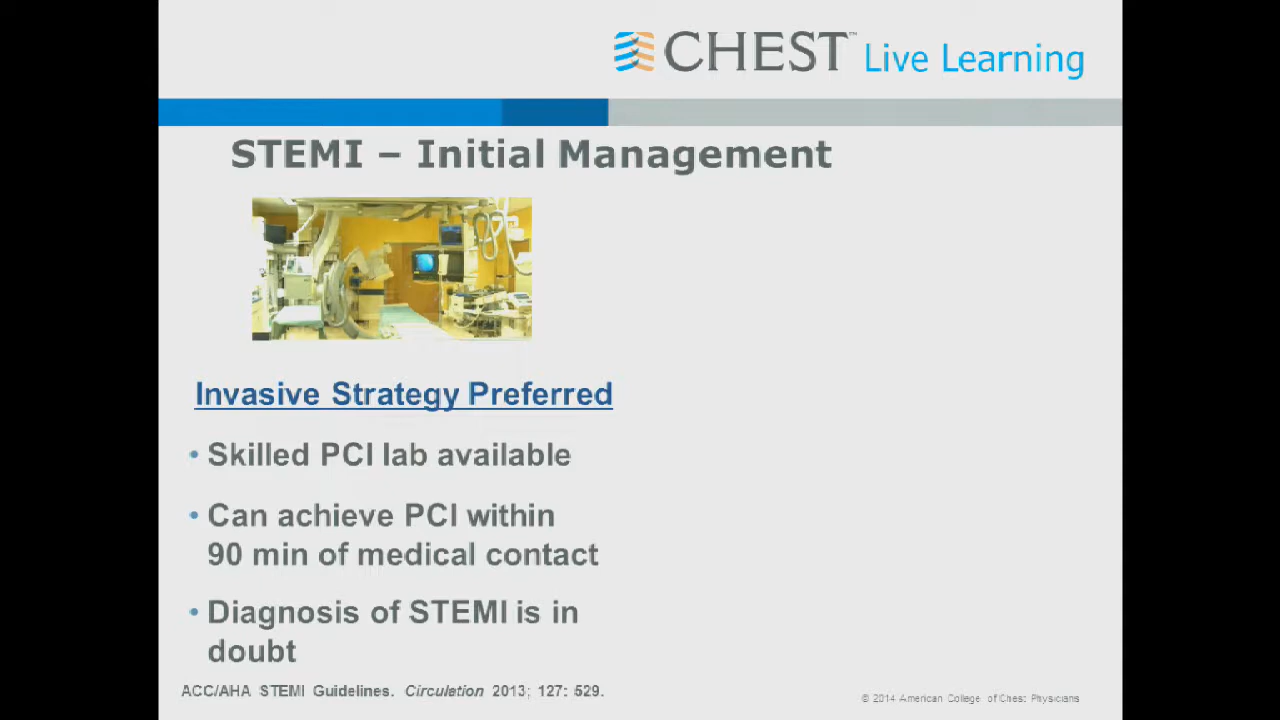 CHEST™ Live Learning
STEMI – Initial Management
Invasive Strategy Preferred
• Skilled PCI lab available
• Can achieve PCI within
90 min of medical contact
• Diagnosis of STEMI is in
doubt
ACC/AHA STEMI Guidelines. Circulation 2013; 127: 529.
© 2014 American College of Chest Physicians